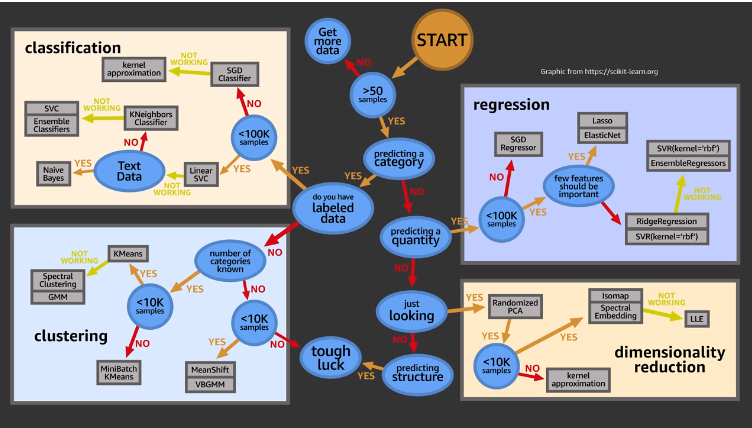 START
Get
more
data
NO
>50
samples
YES
predicting a
category
YES
NO
do you have
labeled
data
YES
NO
predicting a
quantity
YES
NO
just
looking
YES
NO
predicting
structure
YES
tough
luck
Graphic from https://scikit-learn.org
classification
kernel
approximation
NOT
WORKING
SGD
Classifier
NO
<100K
samples
YES
SVC
Ensemble
Classifiers
NOT
WORKING
KNeighbors
Classifier
NO
Text
Data
YES
Naive
Bayes
NOT
WORKING
Linear
SVC
regression
SGD
Regressor
NO
<100K
samples
YES
Lasso
ElasticNet
YES
few features
should be
important
NO
SVR(kernel='rbf')
EnsembleRegressors
NOT
WORKING
RidgeRegression
SVR(kernel='rbf')
clustering
KMeans
NOT
WORKING
Spectral
Clustering
GMM
YES
<10K
samples
NO
MiniBatch
KMeans
number of
categories
known
YES
NO
<10K
samples
YES
NO
MeanShift
VBGMM
dimensionality
reduction
Randomized
PCA
YES
<10K
samples
YES
NO
kernel
approximation
Isomap
Spectral
Embedding
NOT
WORKING
LLE